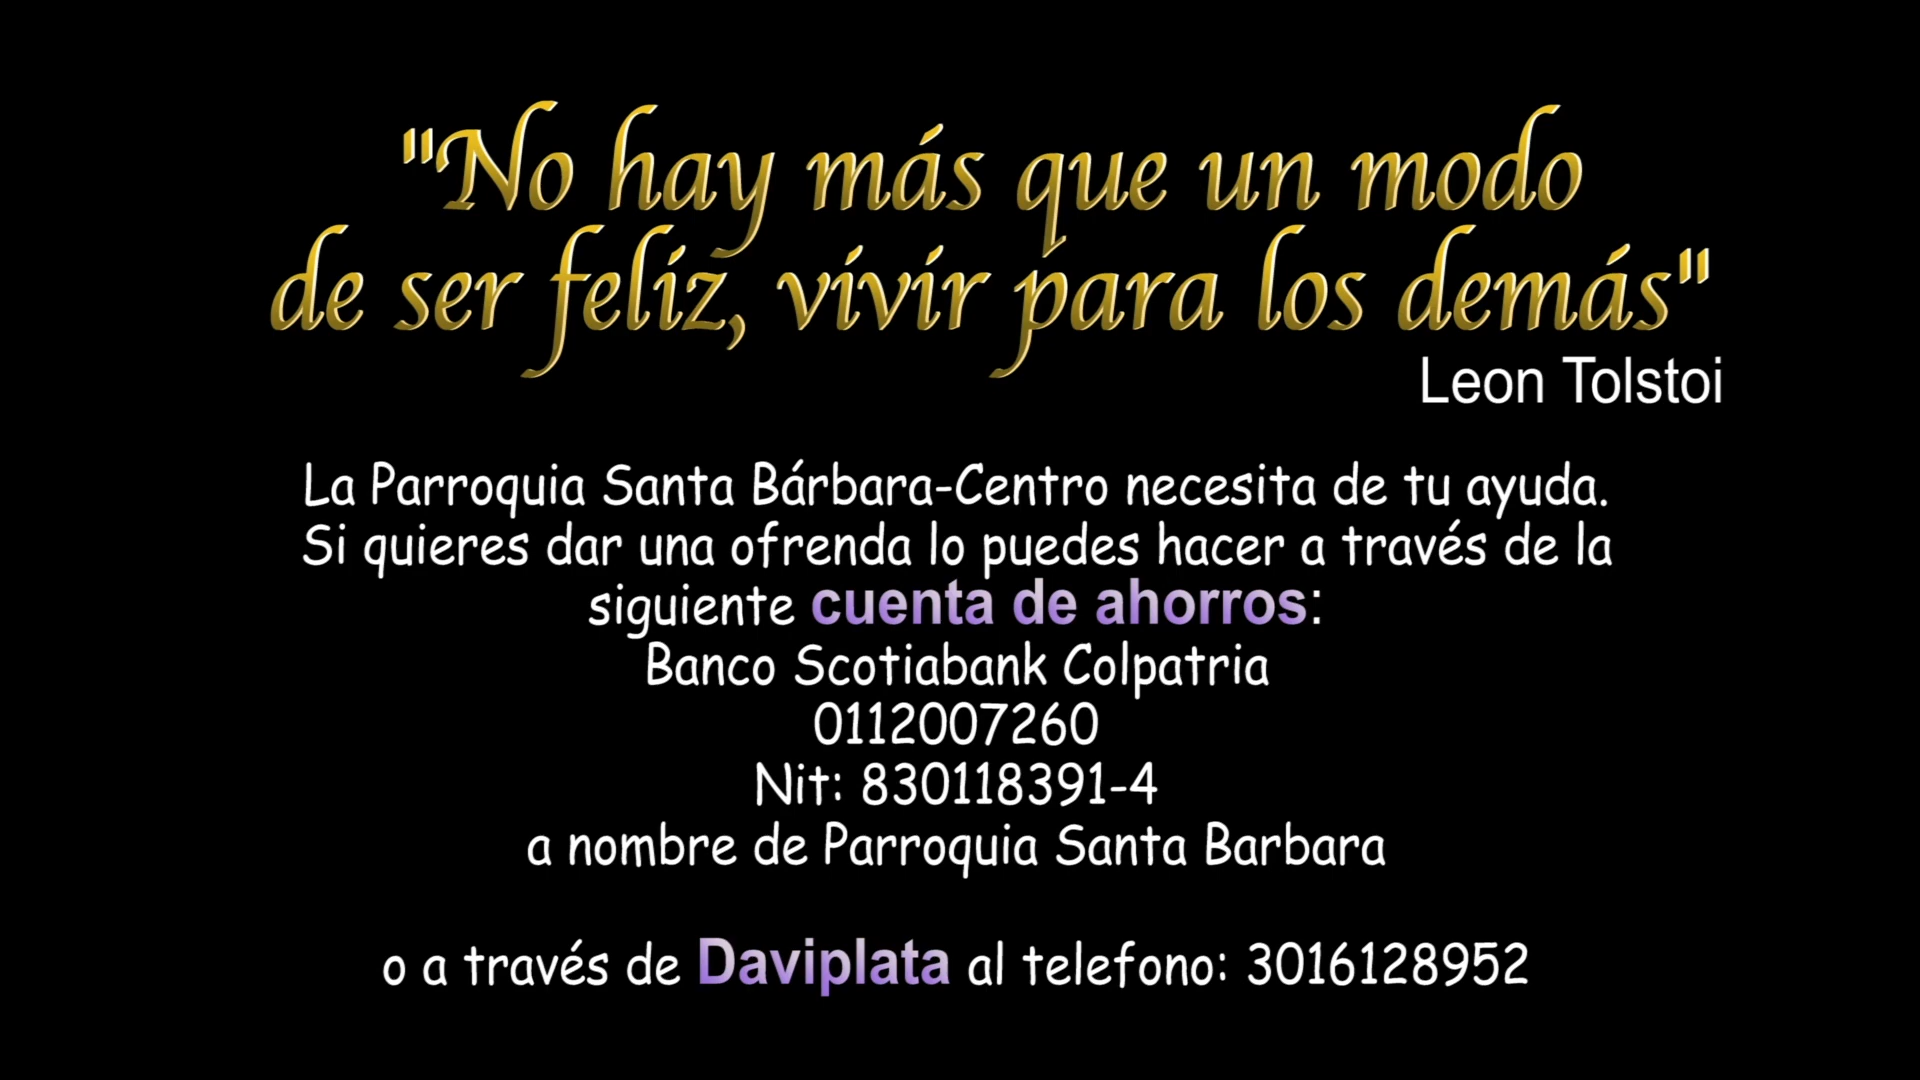 "No hay más que un modo
de ser feliz, vivir para los demás"
Leon Tolstoi
La Parroquia Santa Bárbara-Centro necesita de tu ayuda.
Si quieres dar una ofrenda lo puedes hacer a través de la
siguiente cuenta de ahorros:
Banco Scotiabank Colpatria
0112007260
Nit: 830118391-4
a nombre de Parroquia Santa Barbara
o a través de Daviplata al telefono: 3016128952